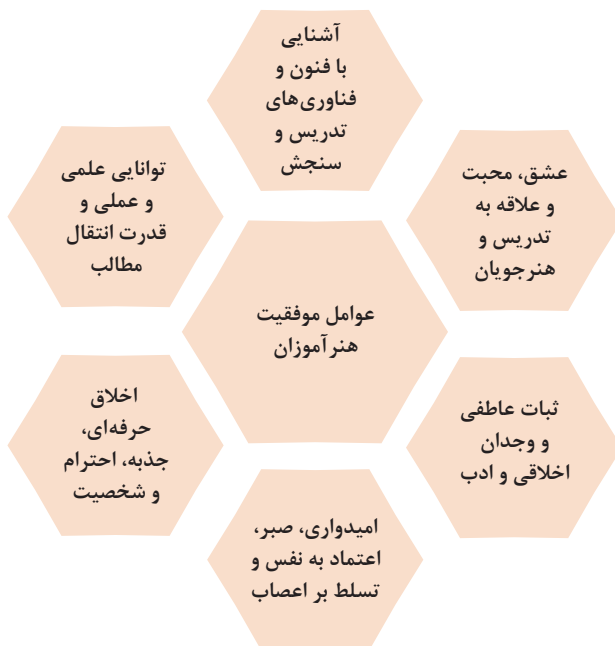 آشنایی
با فنون و
فناوری‌های
تدریس و
سنجش
عشق، محبت
و علاقه به
تدریس و
هنرجویان
توانایی علمی
و عملی و
قدرت انتقال
مطالب
عوامل موفقیت
هنرآموزان
ثبات عاطفی
و وجدان
اخلاقی و ادب
اخلاق
حرفه‌ای،
جذبه، احترام
و شخصیت
امیدواری، صبر،
اعتماد به نفس و
تسلط بر اعصاب